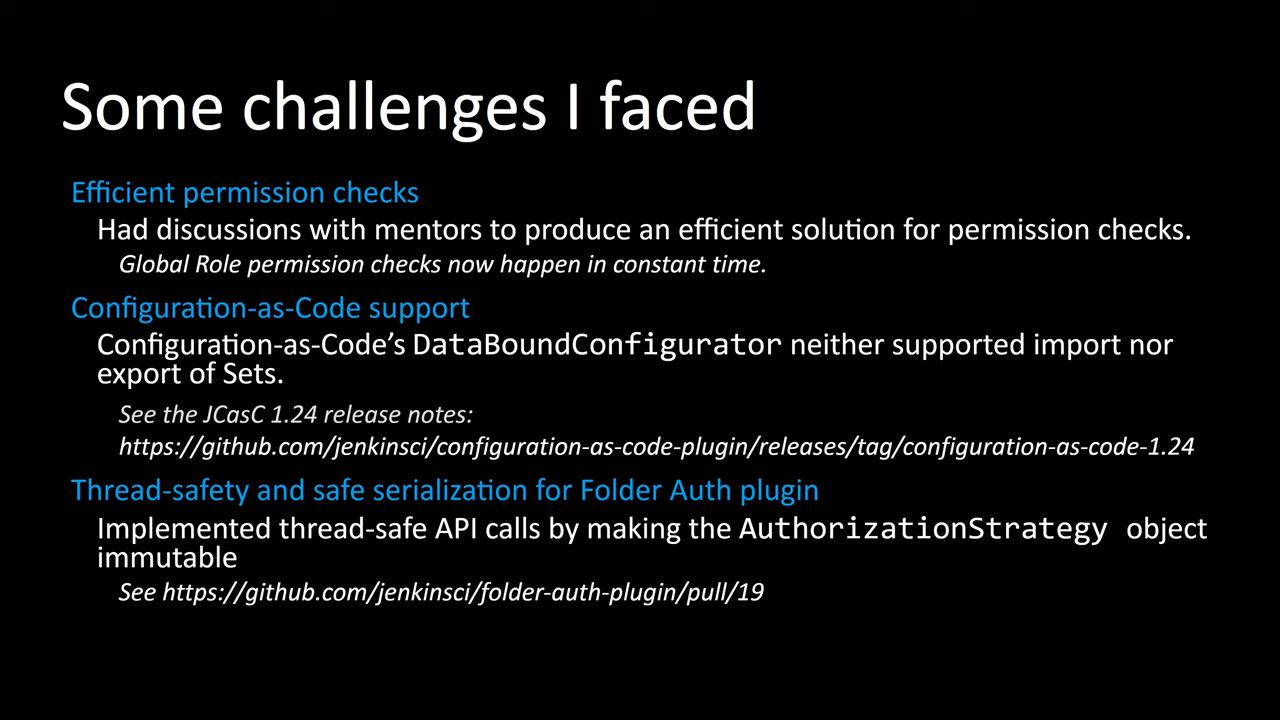 Some challenges I faced
Efficient permission checks
Had discussions with mentors to produce an efficient solution for permission checks.
Global Role permission checks now happen in constant time.
Configuration-as-Code support
Configuration-as-Code’s DataBoundConfigurator neither supported import nor
export of Sets.
See the JCasC 1.24 release notes:
https://github.com/jenkinsci/configuration-as-code-plugin/releases/tag/configuration-as-code-1.24
Thread-safety and safe serialization for Folder Auth plugin
Implemented thread-safe API calls by making the AuthorizationStrategy object
immutable
See https://github.com/jenkinsci/folder-auth-plugin/pull/19